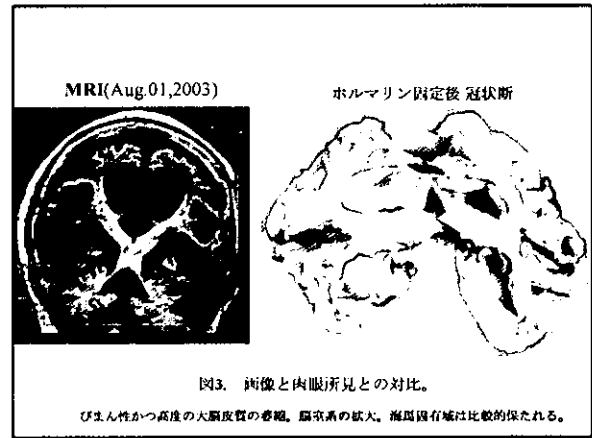 MRI(Aug.01,2003)
ホルマリン固定後 冠状断
図3. 画像と肉眼所見との対比。
びまん性かつ高度の大脳皮質の萎縮。脳室系の拡大。海馬固有域は比較的保たれる。